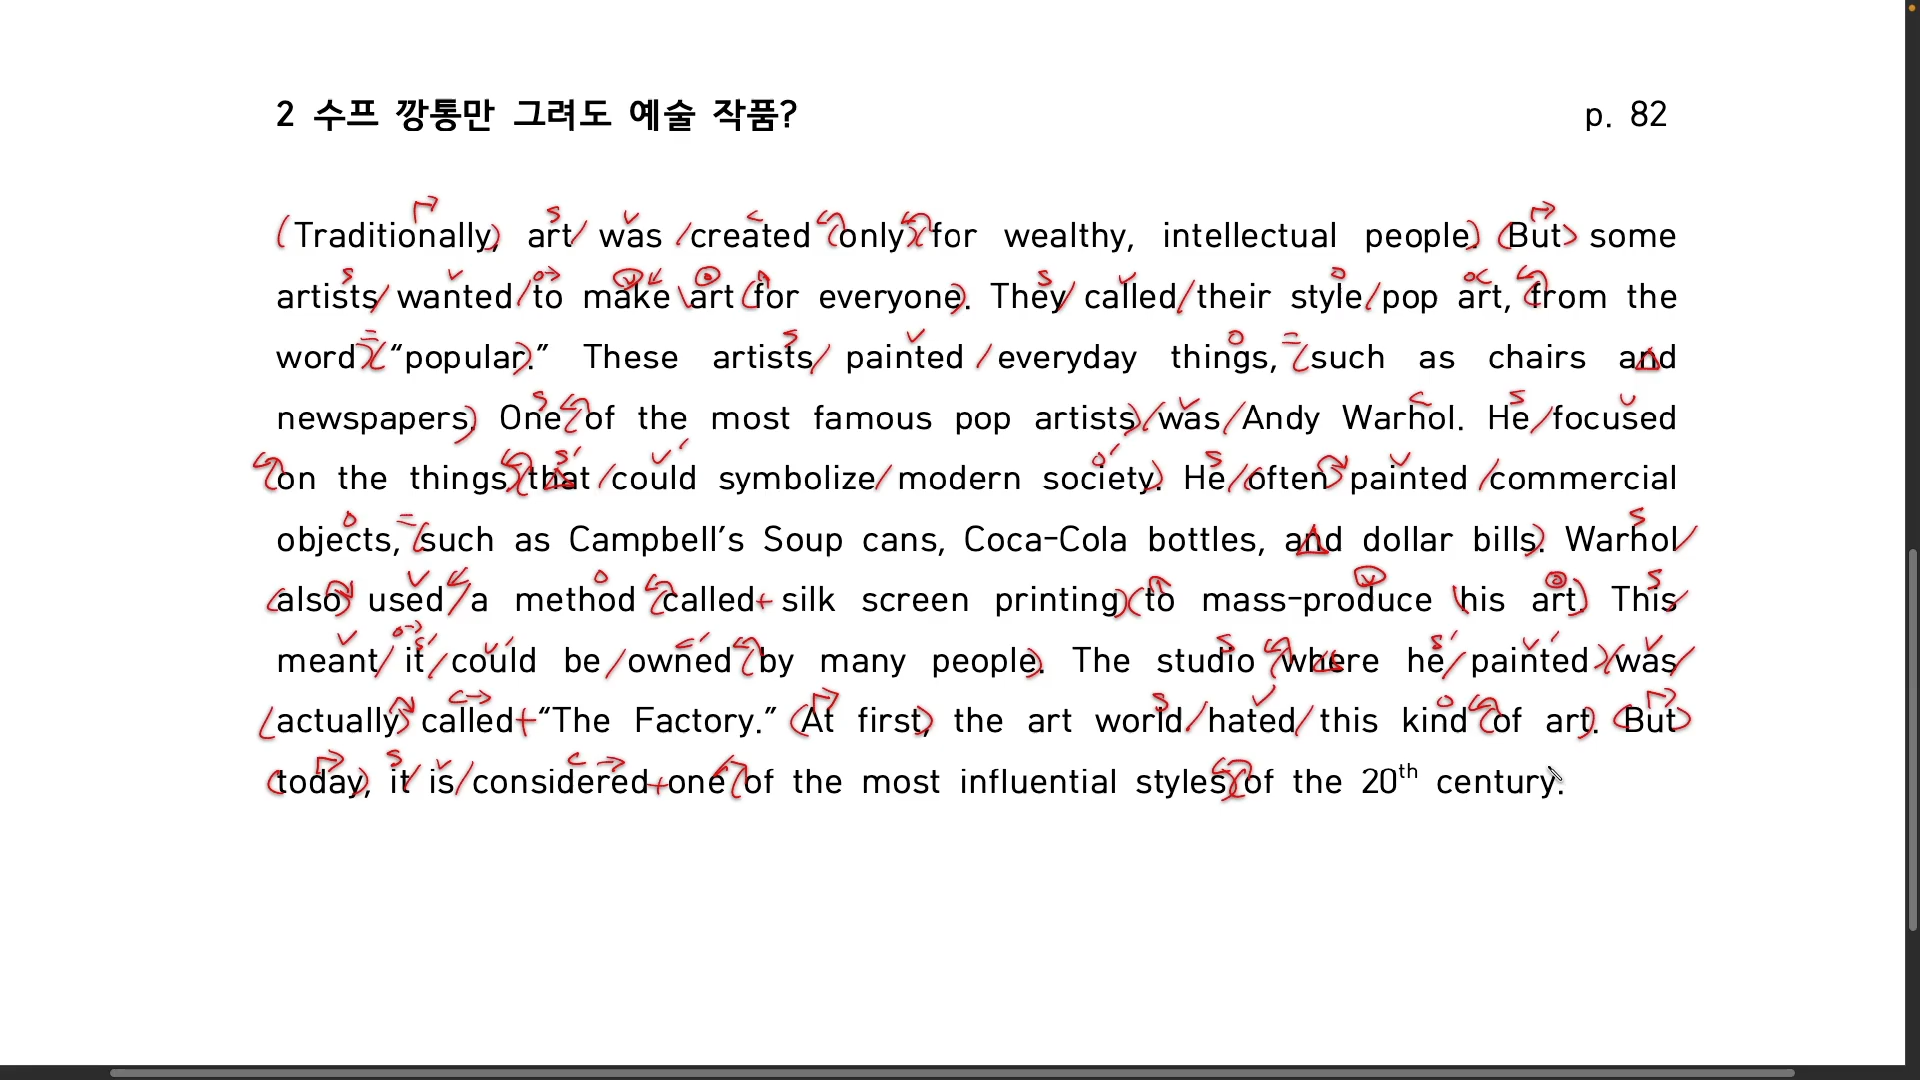 2 수프 깡통만 그려도 예술 작품? p. 82
Traditionally, art was created only for wealthy, intellectual people. But some
artists wanted to make art for everyone. They called their style pop art, from the
word “popular.” These artists painted everyday things, such as chairs and
newspapers. One of the most famous pop artists was Andy Warhol. He focused
on the things that could symbolize modern society. He often painted commercial
objects, such as Campbell’s Soup cans, Coca-Cola bottles, and dollar bills. Warhol
also used a method called silk screen printing to mass-produce his art. This
meant it could be owned by many people. The studio where he painted was
actually called “The Factory.” At first, the art world hated this kind of art. But
today, it is considered one of the most influential styles of the 20th century.